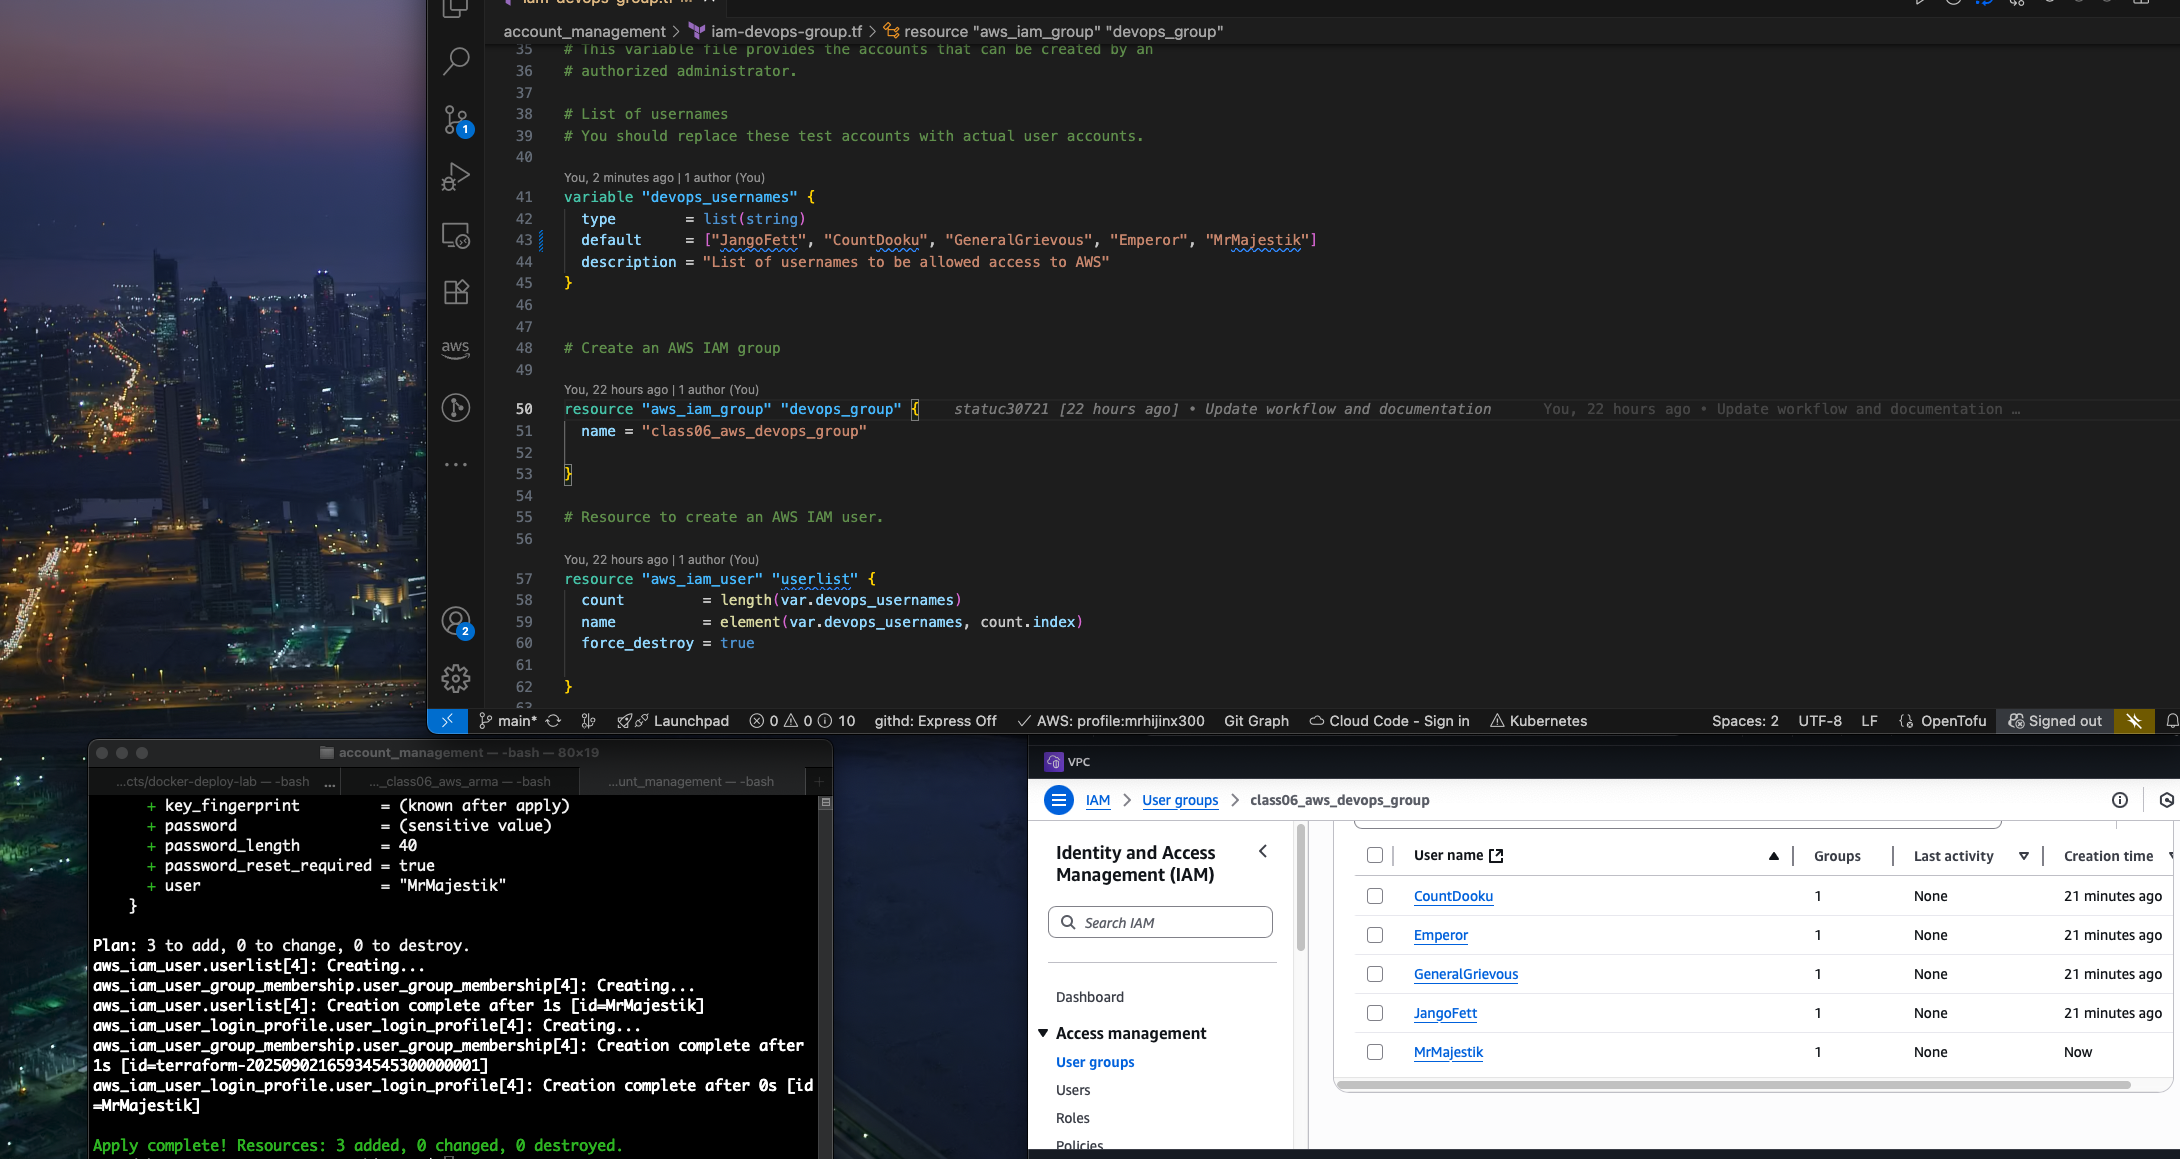 iam-devops-group.tf
account_management > iam-devops-group.tf > resource "aws_iam_group" "devops_group"
35 # This variable file provides the accounts that can be created by an
36 # authorized administrator.
37
38 # List of usernames
39 # You should replace these test accounts with actual user accounts.
40
You, 2 minutes ago | 1 author (You)
41 variable "devops_usernames" {
42 type = list(string)
43 default = ["JangoFett", "CountDooku", "GeneralGrievous", "Emperor", "MrMajestik"]
44 description = "List of usernames to be allowed access to AWS"
45 }
46
47
48 # Create an AWS IAM group
49
You, 22 hours ago | 1 author (You)
50 resource "aws_iam_group" "devops_group" { statuc30721 [22 hours ago] • Update workflow and documentation You, 22 hours ago • Update workflow and documentation …
51 name = "class06_aws_devops_group"
52
53 }
54
55 # Resource to create an AWS IAM user.
56
You, 22 hours ago | 1 author (You)
57 resource "aws_iam_user" "userlist" {
58 count = length(var.devops_usernames)
59 name = element(var.devops_usernames, count.index)
60 force_destroy = true
61
62 }
63
1
aws
2
main* Launchpad 0 0 10 githd: Express Off AWS: profile:mrhijinx300 Git Graph Cloud Code - Sign in Kubernetes Spaces: 2 UTF-8 LF OpenTofu Signed out
account_management — -bash — 80×19
...cts/docker-deploy-lab — -bash ... ..._class06_aws_arma — -bash ...unt_management — -bash +
+ key_fingerprint = (known after apply)
+ password = (sensitive value)
+ password_length = 40
+ password_reset_required = true
+ user = "MrMajestik"
}
Plan: 3 to add, 0 to change, 0 to destroy.
aws_iam_user.userlist[4]: Creating...
aws_iam_user_group_membership.user_group_membership[4]: Creating...
aws_iam_user.userlist[4]: Creation complete after 1s [id=MrMajestik]
aws_iam_user_login_profile.user_login_profile[4]: Creating...
aws_iam_user_group_membership.user_group_membership[4]: Creation complete after
1s [id=terraform-20250902165934545300000001]
aws_iam_user_login_profile.user_login_profile[4]: Creation complete after 0s [id
=MrMajestik]
Apply complete! Resources: 3 added, 0 changed, 0 destroyed.
VPC
IAM > User groups > class06_aws_devops_group
Identity and Access
Management (IAM)
Search IAM
Dashboard
Access management
User groups
Users
Roles
Policies
User name Groups Last activity Creation time
CountDooku 1 None 21 minutes ago
Emperor 1 None 21 minutes ago
GeneralGrievous 1 None 21 minutes ago
JangoFett 1 None 21 minutes ago
MrMajestik 1 None Now